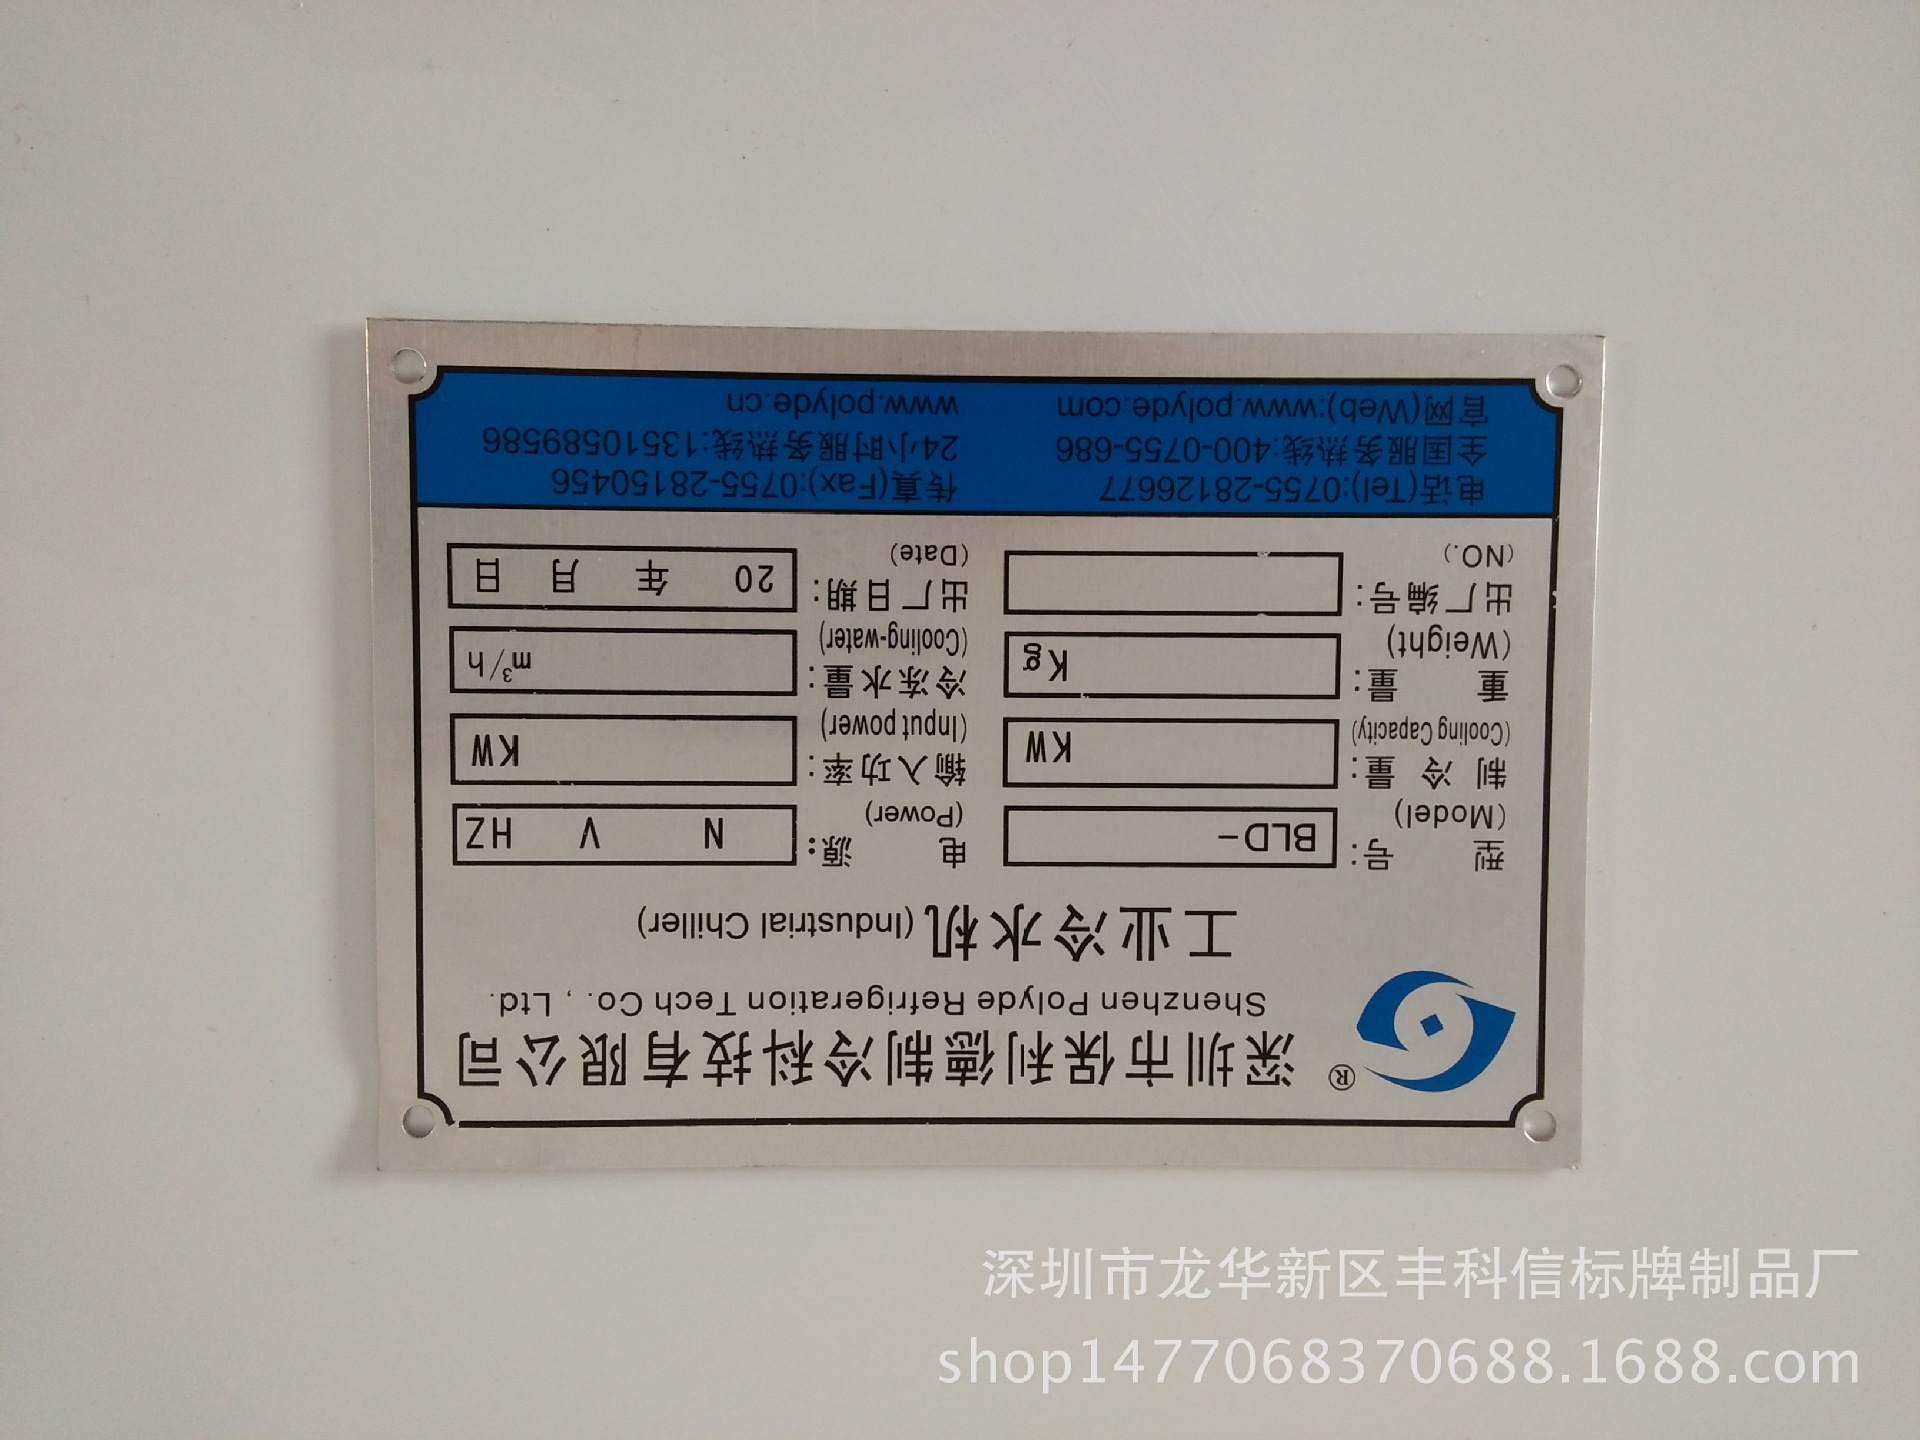 ®深圳市保利德制冷科技有限公司
Shenzhen Polyde Refrigeration Tech Co. , Ltd.
工业冷水机 (Industrial Chiller)
型 号: BLD- 电 源: N V HZ
(Model) (Power)
制 冷 量: KW 输入功率: KW
(Cooling Capacity) (Input power)
重 量: Kg 冷冻水量: m³/h
(Weight) (Cooling-water)
出厂编号: 出厂日期: 20 年 月 日
(NO.) (Date)
电话(Tel):0755-28126677 传真(Fax):0755-28150456
全国服务热线:400-0755-686 24小时服务热线:13510589586
官网(Web):www.polyde.com www.polyde.cn
深圳市龙华新区丰科信标牌制品厂
shop1477068370688.1688.com